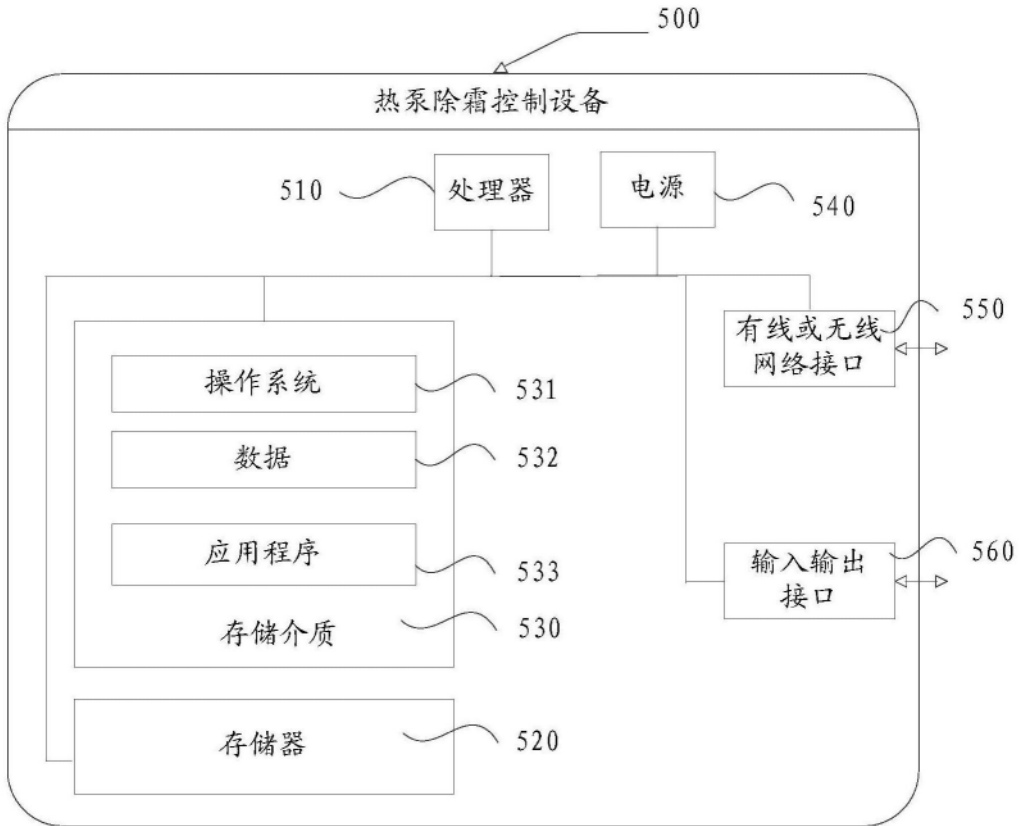 500
热泵除霜控制设备
510
处理器
电源
540
有线或无线
网络接口
550
操作系统
531
数据
532
应用程序
533
存储介质
530
输入输出
接口
560
存储器
520